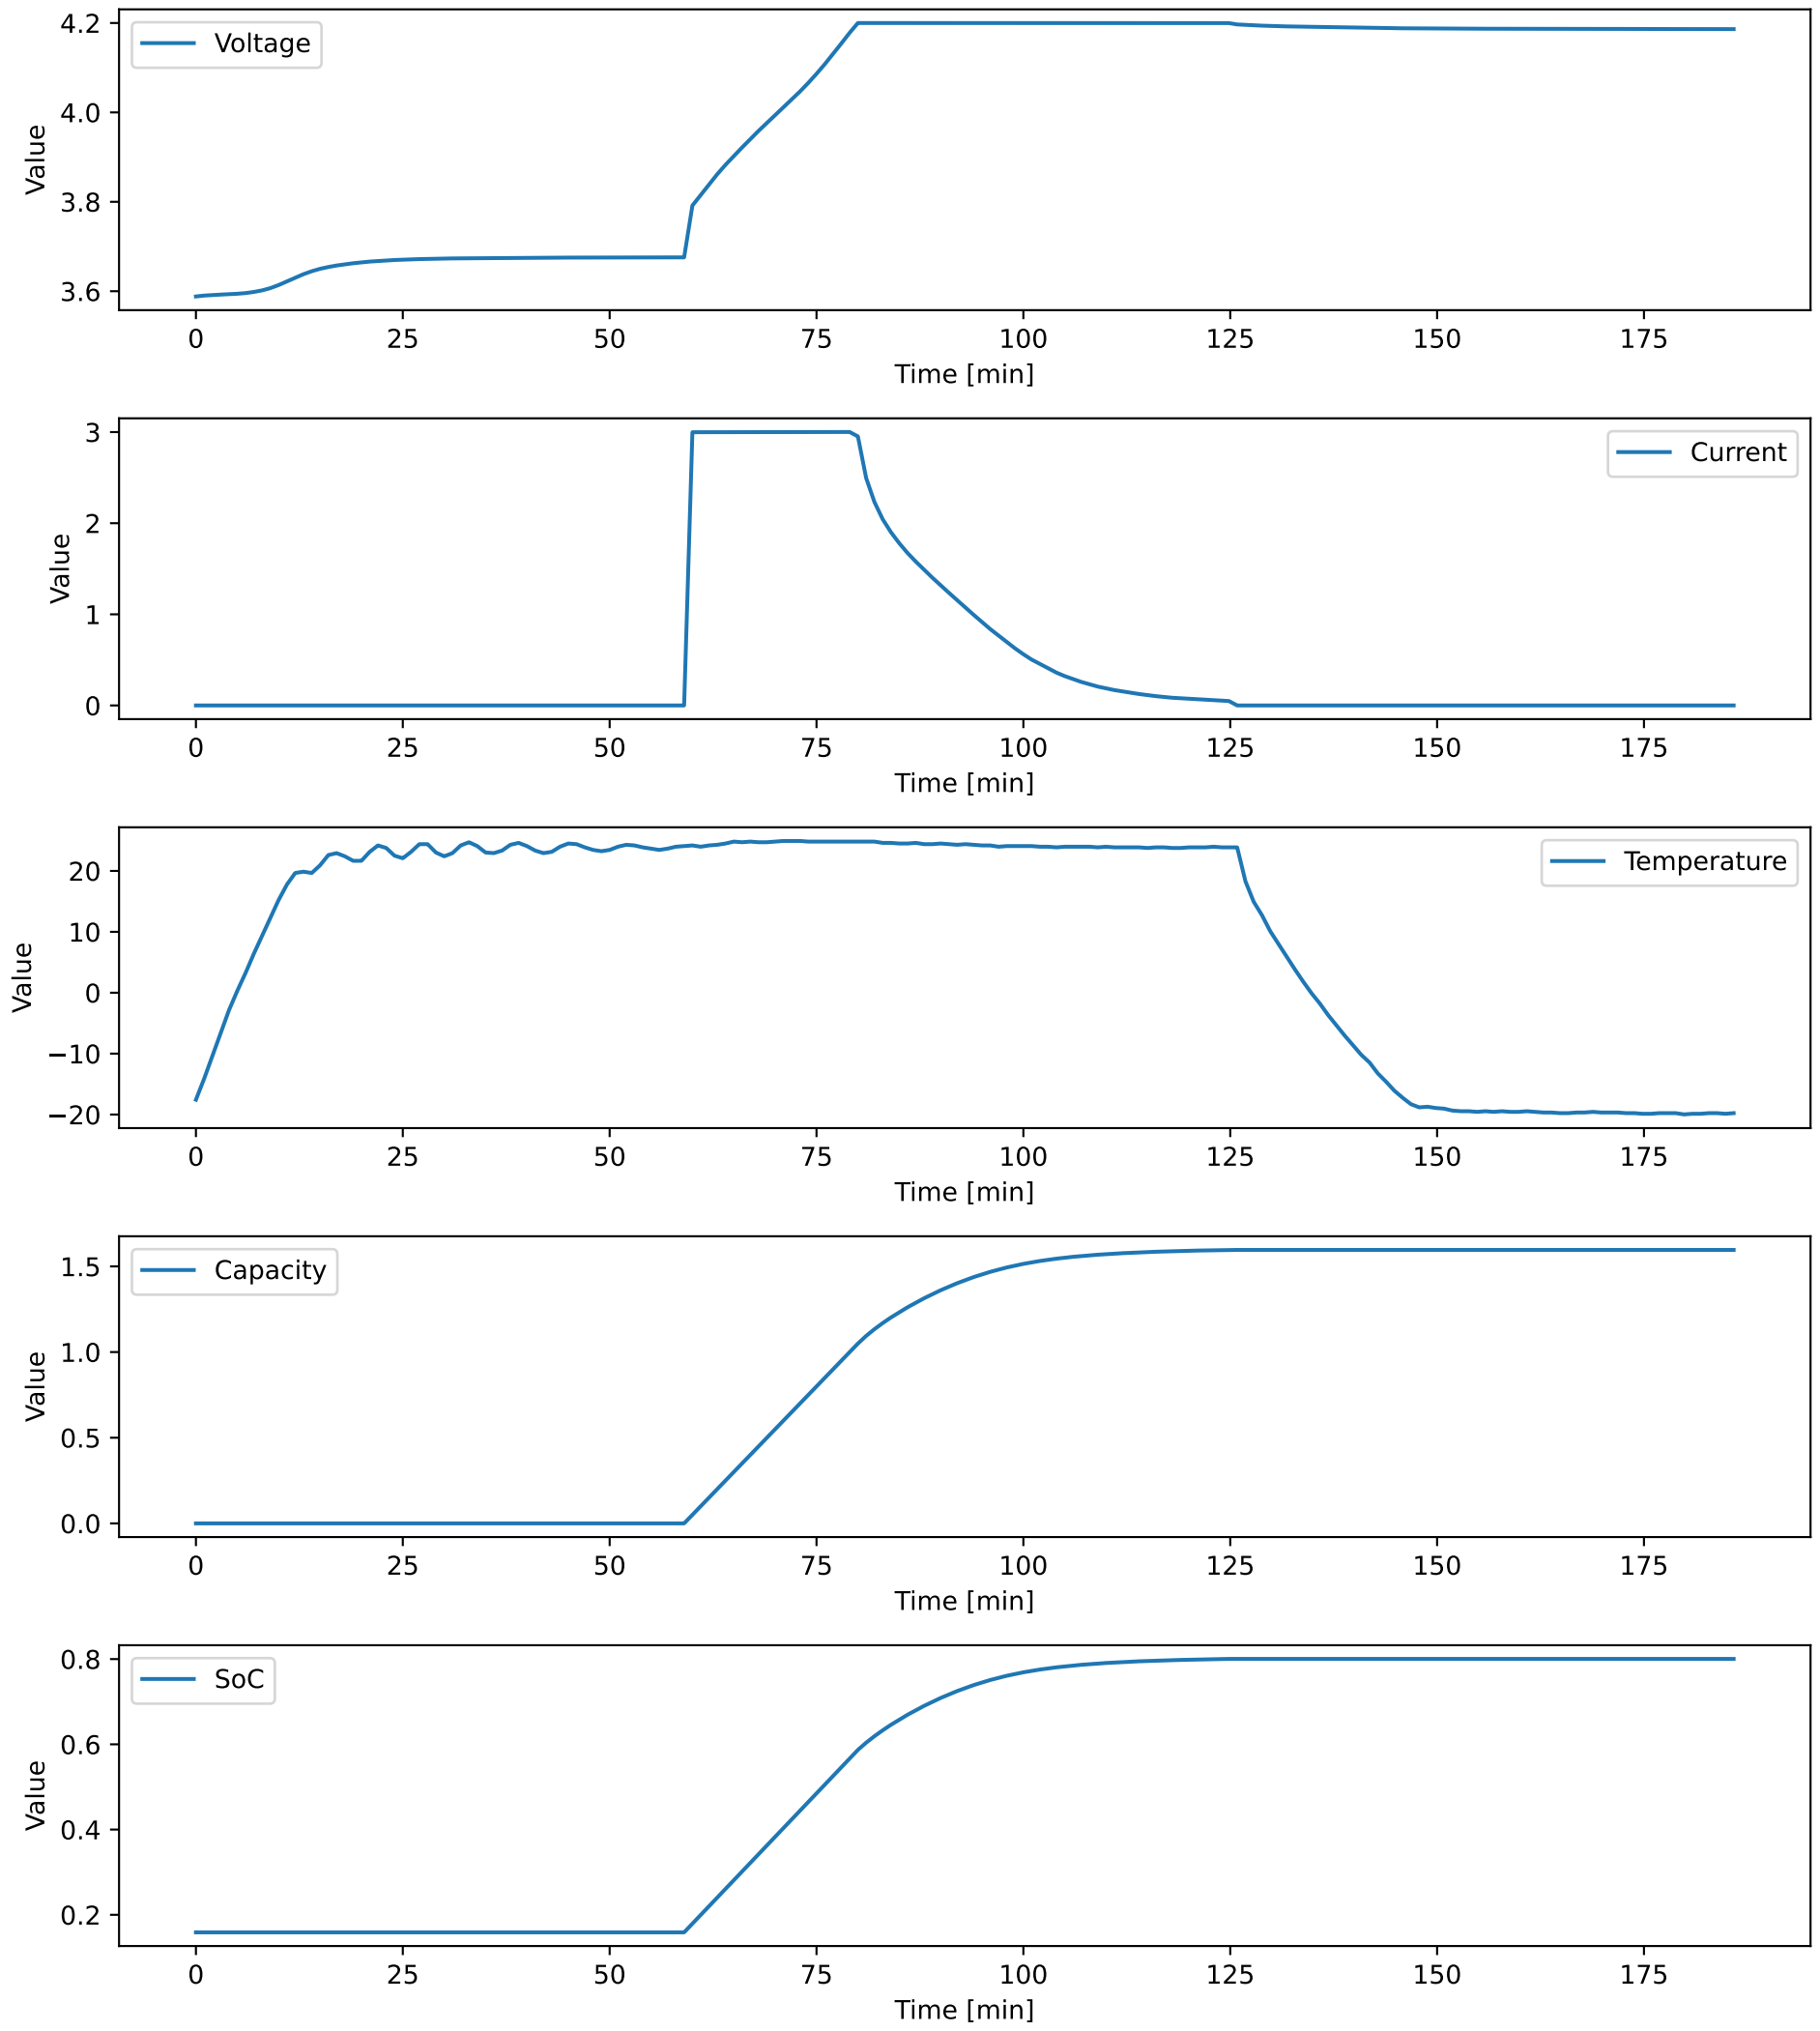 4.2
4.0
3.8
3.6
Value
Voltage
0 25 50 75 100 125 150 175
Time [min]
3
2
1
0
Value
Current
0 25 50 75 100 125 150 175
Time [min]
20
10
0
−10
−20
Value
Temperature
0 25 50 75 100 125 150 175
Time [min]
1.5
1.0
0.5
0.0
Value
Capacity
0 25 50 75 100 125 150 175
Time [min]
0.8
0.6
0.4
0.2
Value
SoC
0 25 50 75 100 125 150 175
Time [min]